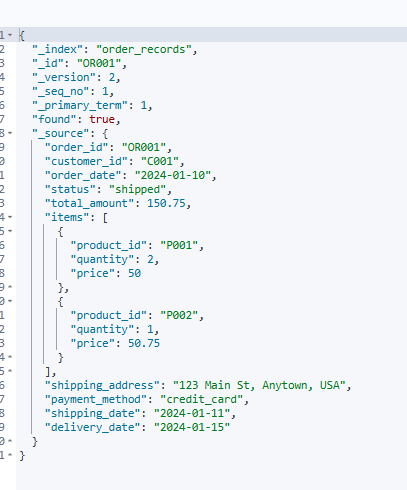 1 {
2 "_index": "order_records",
3 "_id": "OR001",
4 "_version": 2,
5 "_seq_no": 1,
6 "_primary_term": 1,
7 "found": true,
8 "_source": {
9 "order_id": "OR001",
0 "customer_id": "C001",
1 "order_date": "2024-01-10",
2 "status": "shipped",
3 "total_amount": 150.75,
4 "items": [
5 {
6 "product_id": "P001",
7 "quantity": 2,
8 "price": 50
9 },
0 {
1 "product_id": "P002",
2 "quantity": 1,
3 "price": 50.75
4 }
5 ],
6 "shipping_address": "123 Main St, Anytown, USA",
7 "payment_method": "credit_card",
8 "shipping_date": "2024-01-11",
9 "delivery_date": "2024-01-15"
0 }
1 }